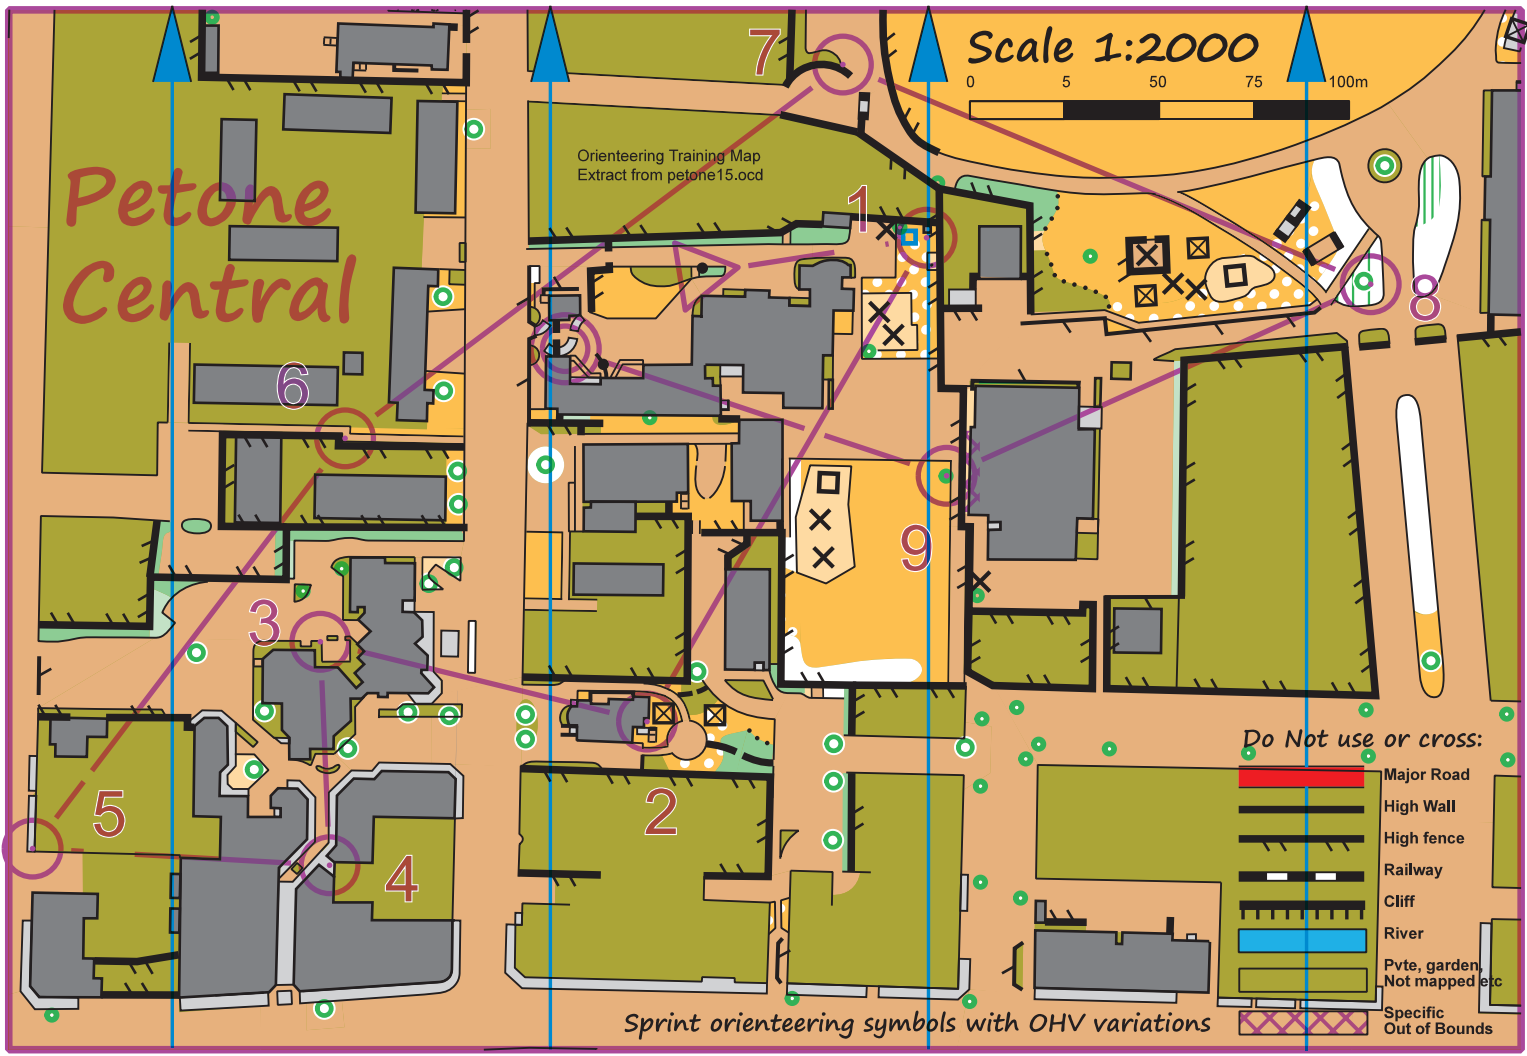 7
Scale 1:2000
0 5 50 75 100m
Orienteering Training Map
Extract from petone15.ocd
Petone
Central
1
8
6
9
3
5
2
4
Do Not use or cross:
Major Road
High Wall
High fence
Railway
Cliff
River
Pvte, garden,
Not mapped etc
Specific
Out of Bounds
Sprint orienteering symbols with OHV variations